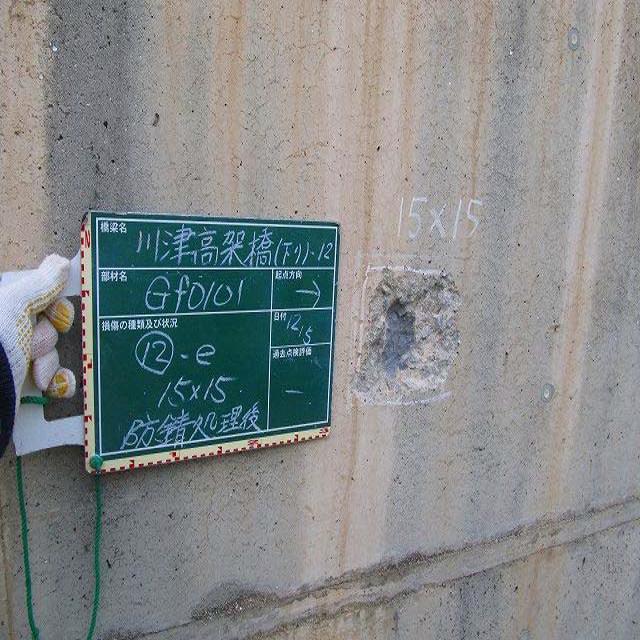 橋梁名
川津高架橋(下り)-12
部材名
Gf0101
起点方向
→
損傷の種類及び状況
⑫-e
15×15
防錆処理後
日付
12/5
過去点検評価
—
15×15